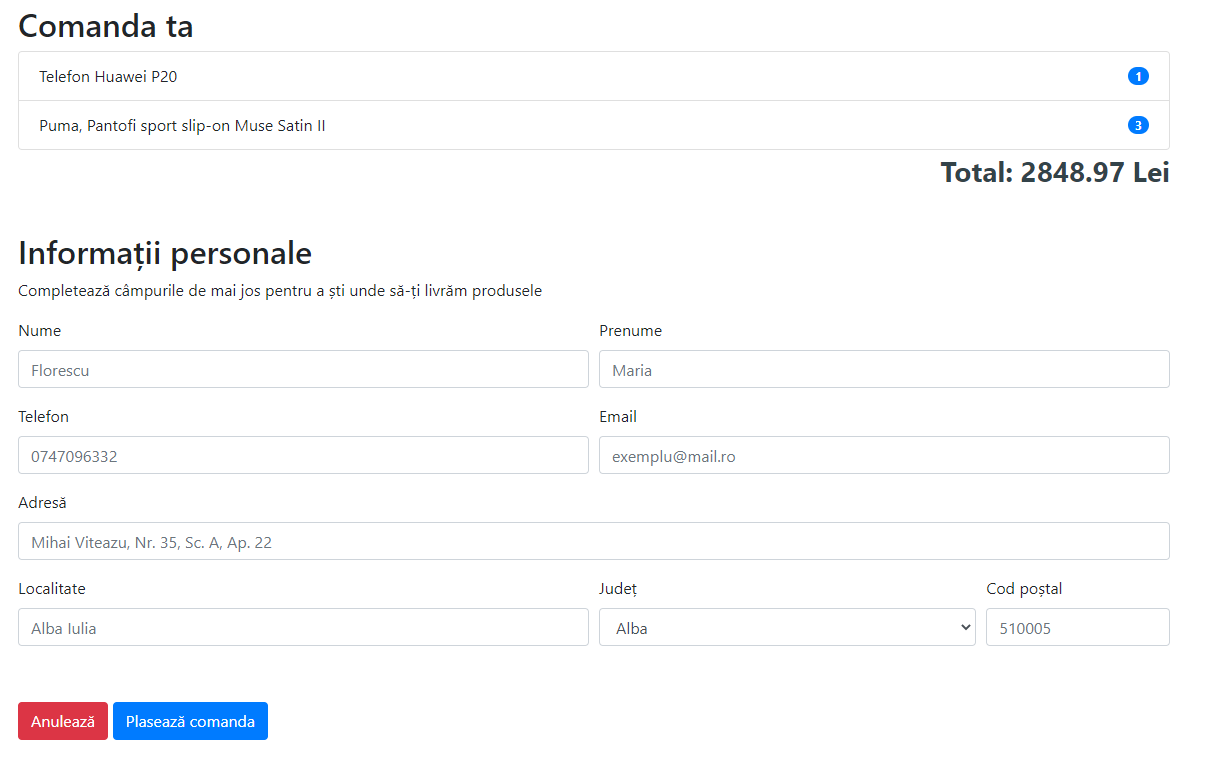 Comanda ta
Telefon Huawei P20 1
Puma, Pantofi sport slip-on Muse Satin II 3
Total: 2848.97 Lei
Informații personale
Completează câmpurile de mai jos pentru a ști unde să-ți livrăm produsele
Nume Prenume
Florescu Maria
Telefon Email
0747096332 exemplu@mail.ro
Adresă
Mihai Viteazu, Nr. 35, Sc. A, Ap. 22
Localitate Județ Cod poștal
Alba Iulia Alba 510005
Anulează Plasează comanda